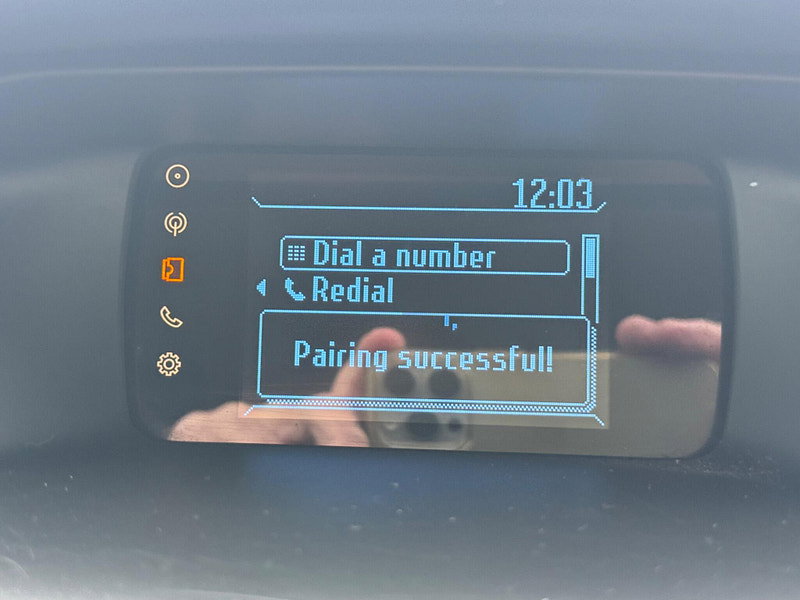 12:03
Dial a number
Redial
Pairing successful!